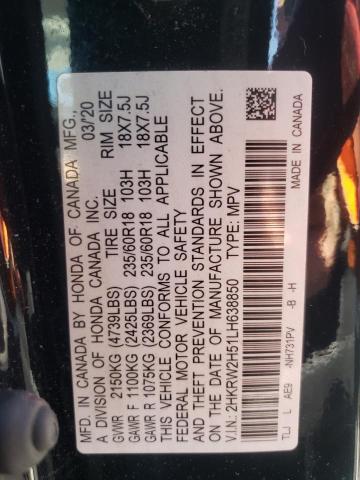 MFD. IN CANADA BY HONDA OF CANADA MFG.,
A DIVISION OF HONDA CANADA INC. 03/20
TIRE SIZE RIM SIZE
GVWR 2150KG (4739LBS)
GAWR F 1100KG (2425LBS) 235/60R18 103H 18X7.5J
GAWR R 1075KG (2369LBS) 235/60R18 103H 18X7.5J
THIS VEHICLE CONFORMS TO ALL APPLICABLE
FEDERAL MOTOR VEHICLE SAFETY
AND THEFT PREVENTION STANDARDS IN EFFECT
ON THE DATE OF MANUFACTURE SHOWN ABOVE.
V.I.N.: 2HKRW2H51LH638850 TYPE: MPV
TLJ L AE9 -NH731PV -B -H MADE IN CANADA